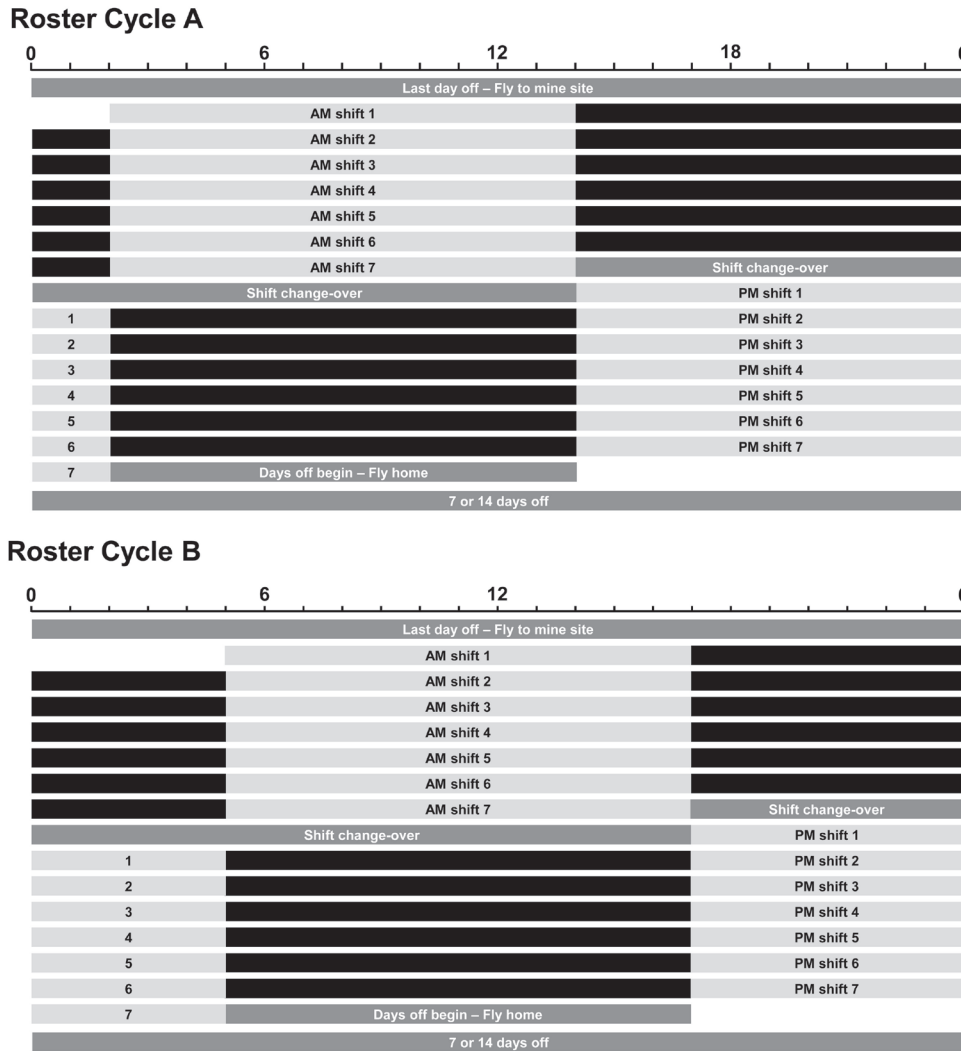 Roster Cycle A
0 6 12 18
Last day off – Fly to mine site
AM shift 1
AM shift 2
AM shift 3
AM shift 4
AM shift 5
AM shift 6
AM shift 7 Shift change-over
Shift change-over PM shift 1
1 PM shift 2
2 PM shift 3
3 PM shift 4
4 PM shift 5
5 PM shift 6
6 PM shift 7
7 Days off begin – Fly home
7 or 14 days off
Roster Cycle B
0 6 12
Last day off – Fly to mine site
AM shift 1
AM shift 2
AM shift 3
AM shift 4
AM shift 5
AM shift 6
AM shift 7 Shift change-over
Shift change-over PM shift 1
1 PM shift 2
2 PM shift 3
3 PM shift 4
4 PM shift 5
5 PM shift 6
6 PM shift 7
7 Days off begin – Fly home
7 or 14 days off